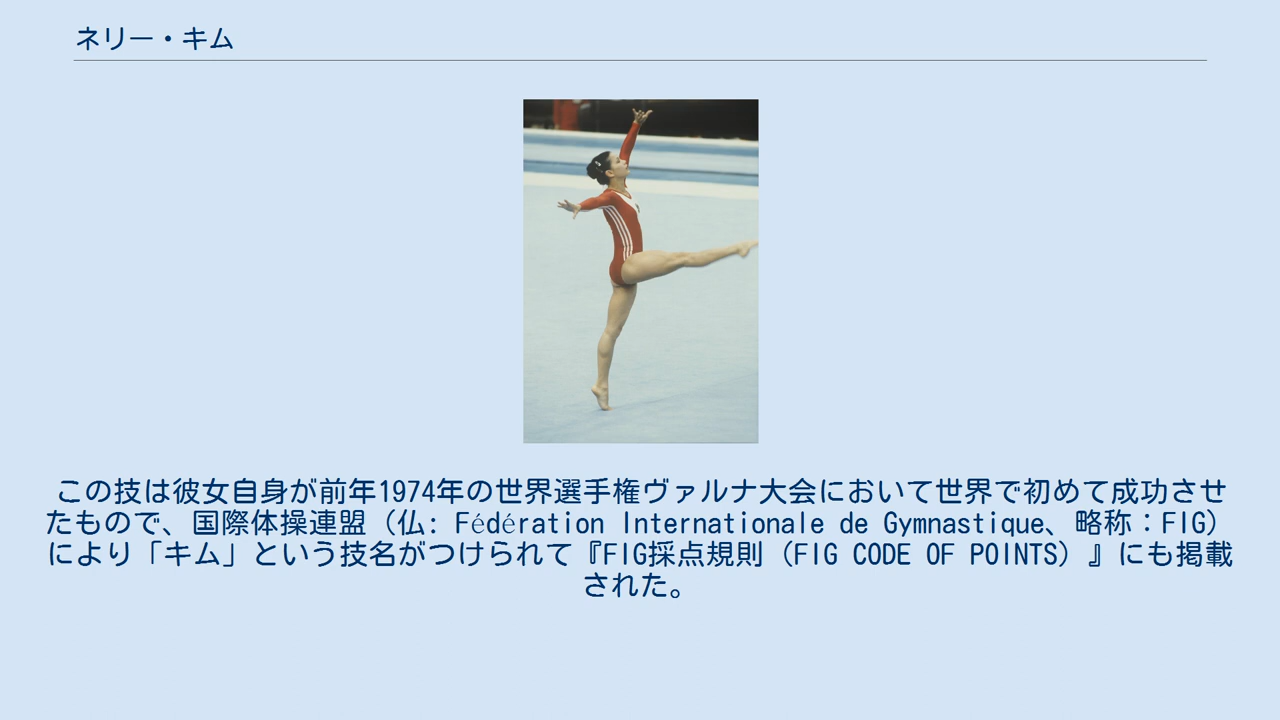 ネリー・キム
この技は彼女自身が前年1974年の世界選手権ヴァルナ大会において世界で初めて成功させ
たもので、国際体操連盟（仏: Fédération Internationale de Gymnastique、略称：FIG）
により「キム」という技名がつけられて『FIG採点規則（FIG CODE OF POINTS）』にも掲載
された。